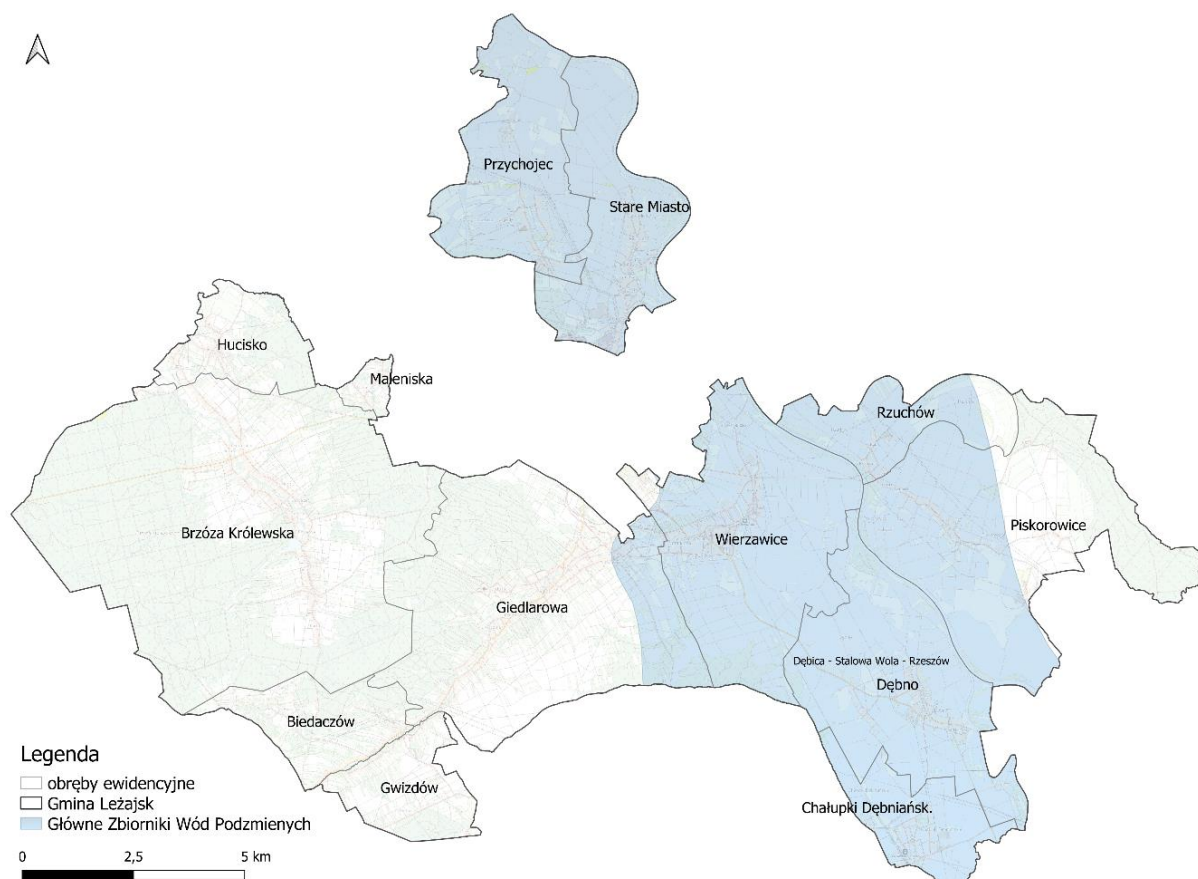 Przychojec
Stare Miasto
Hucisko
Maleniska
Rzuchów
Brzóza Królewska
Wierzawice
Piskorowice
Giedlarowa
Dębica - Stalowa Wola - Rzeszów
Dębno
Biedaczów
Gwizdów
Chałupki Dębniańsk.
Legenda
obręby ewidencyjne
Gmina Leżajsk
Główne Zbiorniki Wód Podzmienych
0 2,5 5 km